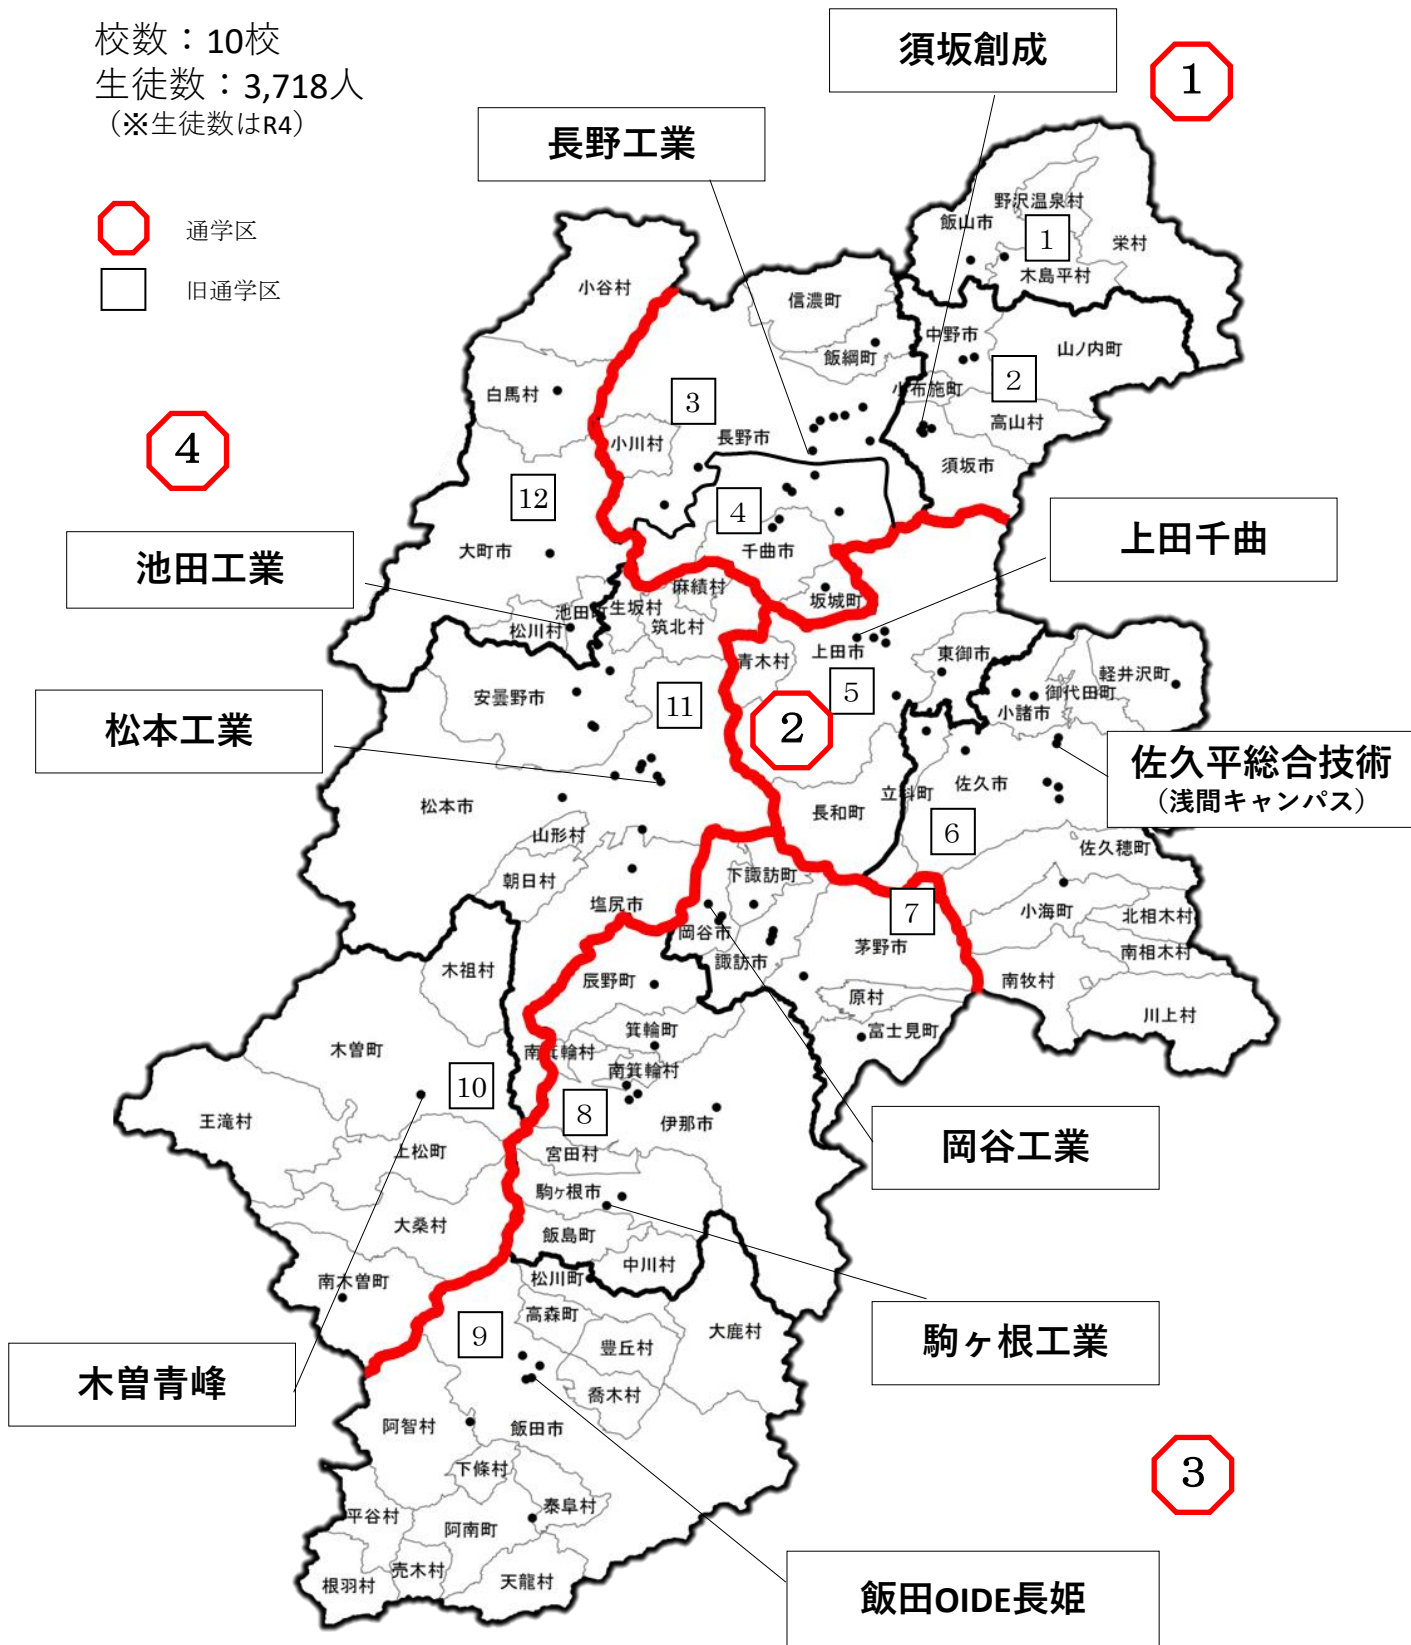 校数：10校
生徒数：3,718人
（※生徒数はR4）
通学区
旧通学区
須坂創成
1
長野工業
野沢温泉村
飯山市
1
栄村
木島平村
小谷村
信濃町
中野市
山ノ内町
飯綱町
白馬村
小布施町
2
3
高山村
4
小川村
長野市
須坂市
12
4
大町市
千曲市
上田千曲
池田工業
麻績村
坂城町
池田町
生坂村
松川村
筑北村
上田市
青木村
東御市
軽井沢町
御代田町
安曇野市
5
小諸市
11
2
松本工業
佐久平総合技術
（浅間キャンパス）
佐久市
立科町
松本市
長和町
山形村
6
佐久穂町
下諏訪町
朝日村
塩尻市
7
小海町
北相木村
岡谷市
茅野市
諏訪市
南相木村
木祖村
辰野町
南牧村
原村
川上村
箕輪町
富士見町
木曽町
南箕輪村
南箕輪村
10
8
王滝村
伊那市
岡谷工業
上松町
宮田村
駒ヶ根市
大桑村
飯島町
中川村
南木曽町
松川町
高森町
大鹿村
9
豊丘村
駒ヶ根工業
木曽青峰
喬木村
阿智村
飯田市
下條村
3
泰阜村
平谷村
阿南町
売木村
天龍村
根羽村
飯田OIDE長姫